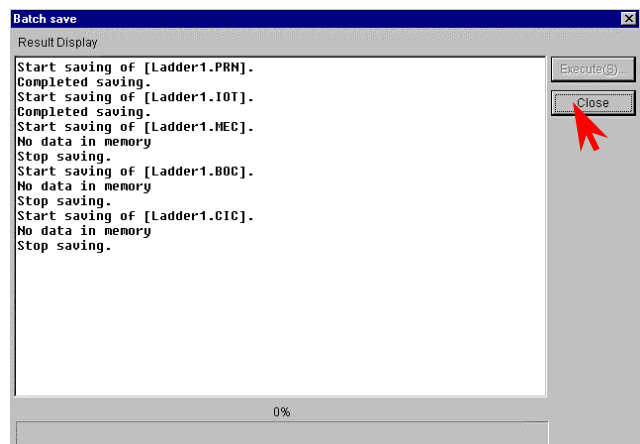 Batch save
Result Display
Start saving of [Ladder1.PRN].
Completed saving.
Start saving of [Ladder1.IOT].
Completed saving.
Start saving of [Ladder1.MEC].
No data in memory
Stop saving.
Start saving of [Ladder1.BOC].
No data in memory
Stop saving.
Start saving of [Ladder1.CIC].
No data in memory
Stop saving.
Execute(S)...
Close
0%